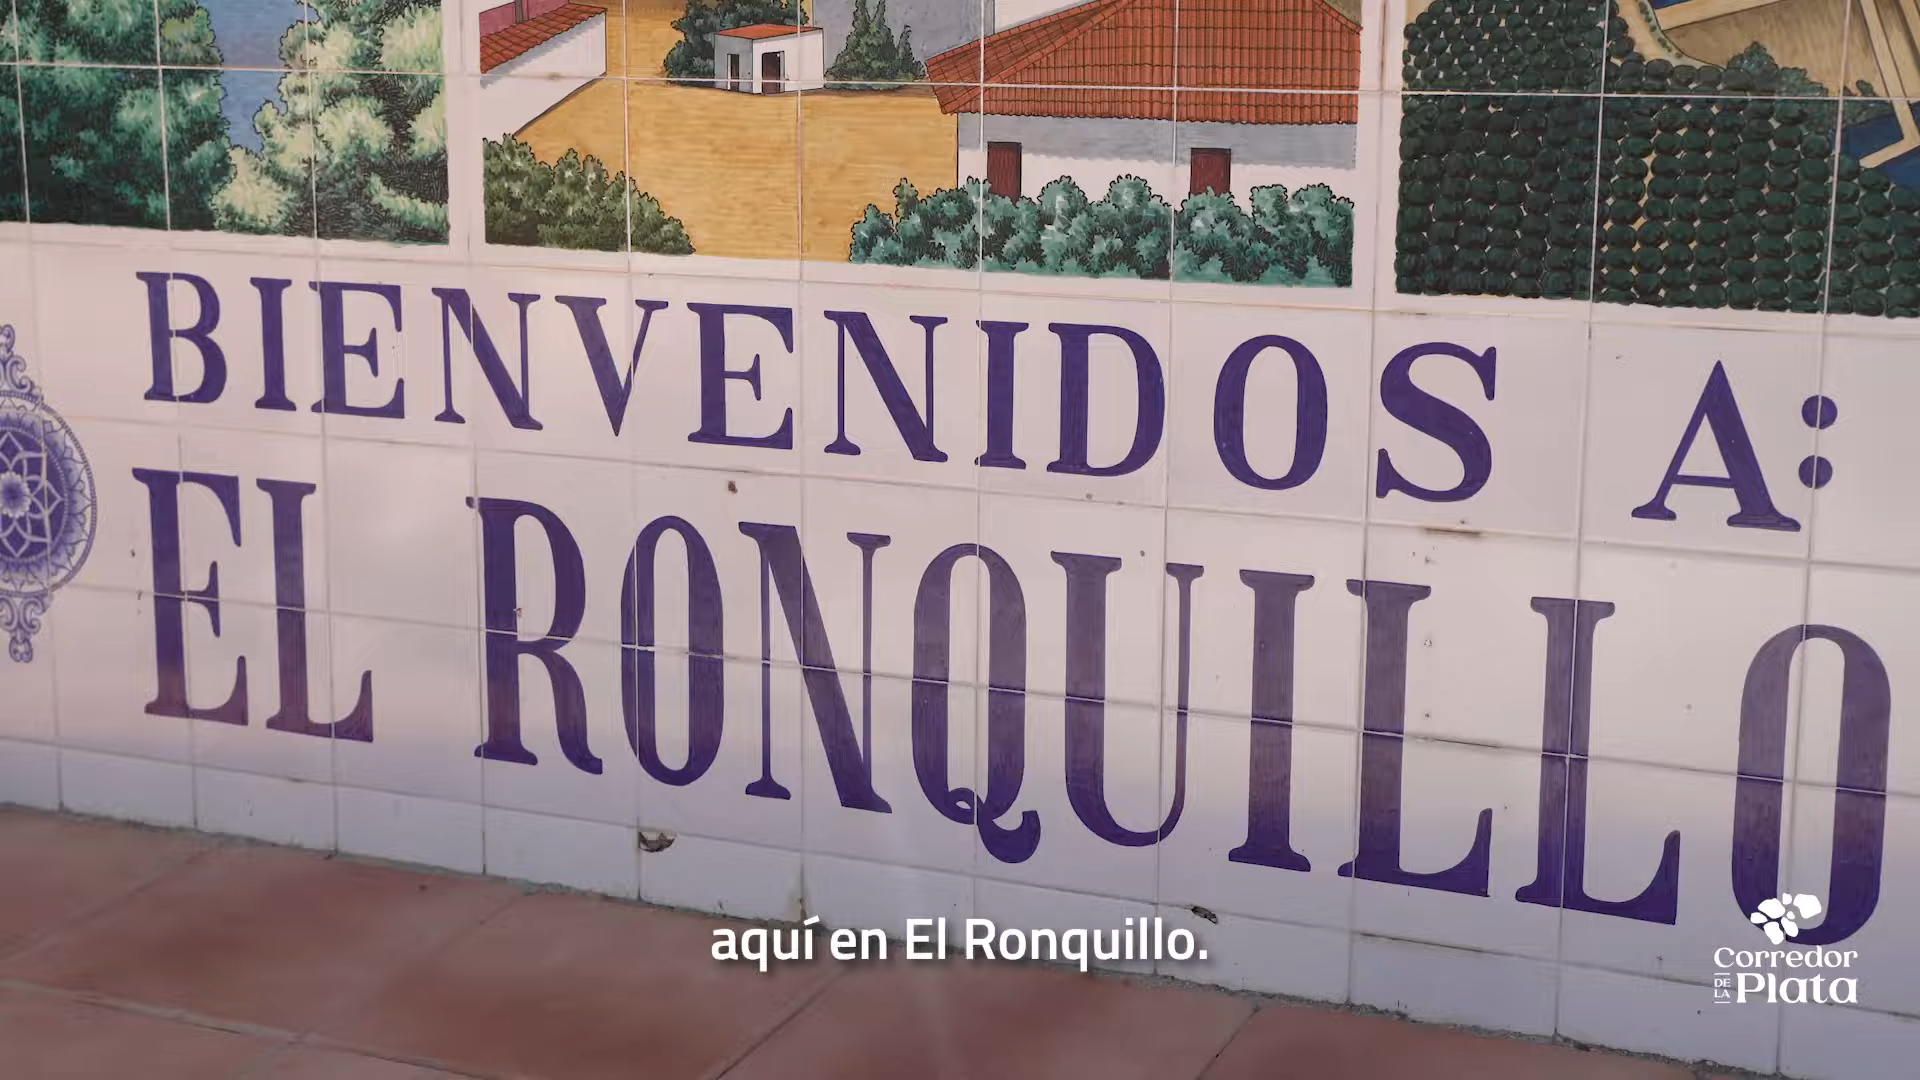 BIENVENIDOS A:
EL RONQUILLO
aquí en El Ronquillo.
Corredor
DE LA Plata